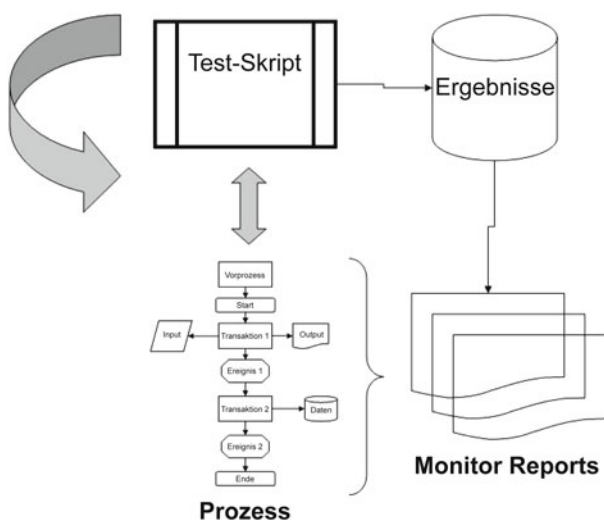 Test-Skript
Ergebnisse
Vorprozess
Start
Input
Transaktion 1
Output
Ereignis 1
Transaktion 2
Daten
Ereignis 2
Ende
Prozess
Monitor Reports